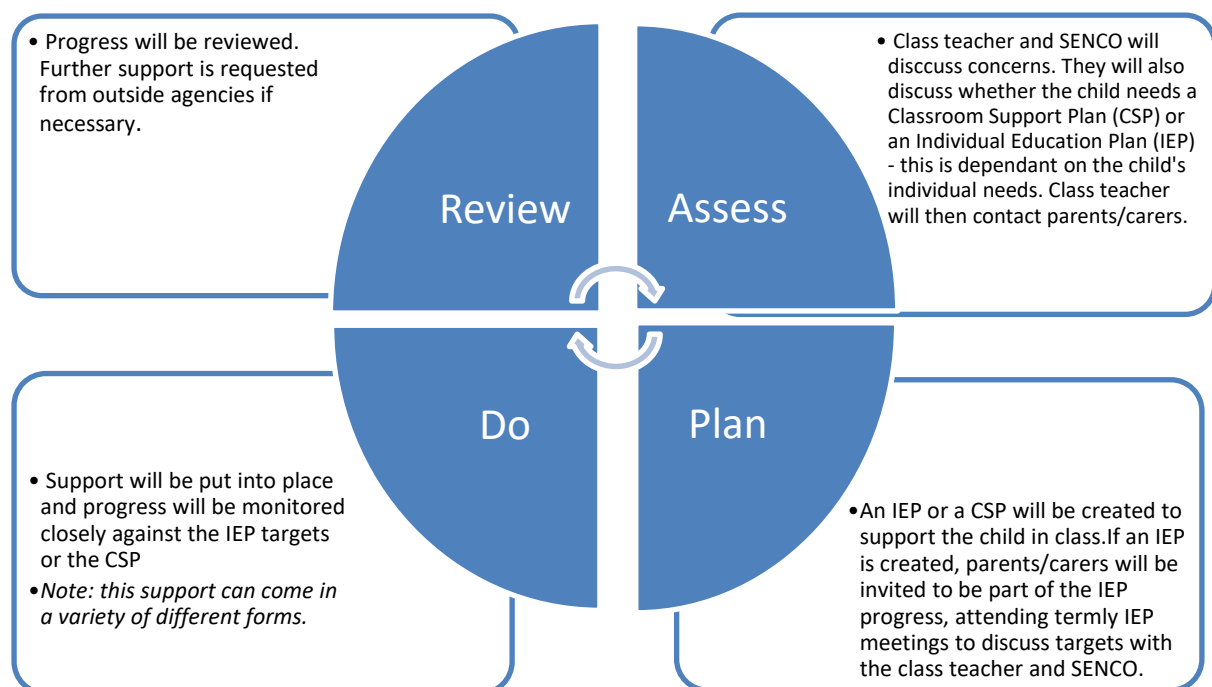 • Progress will be reviewed.
Further support is requested
from outside agencies if
necessary.
Review
Assess
• Class teacher and SENCO will
disccuss concerns. They will also
discuss whether the child needs a
Classroom Support Plan (CSP) or
an Individual Education Plan (IEP)
- this is dependant on the child's
individual needs. Class teacher
will then contact parents/carers.
Do
Plan
• Support will be put into place
and progress will be monitored
closely against the IEP targets
or the CSP
•Note: this support can come in
a variety of different forms.
•An IEP or a CSP will be created to
support the child in class.If an IEP
is created, parents/carers will be
invited to be part of the IEP
progress, attending termly IEP
meetings to discuss targets with
the class teacher and SENCO.